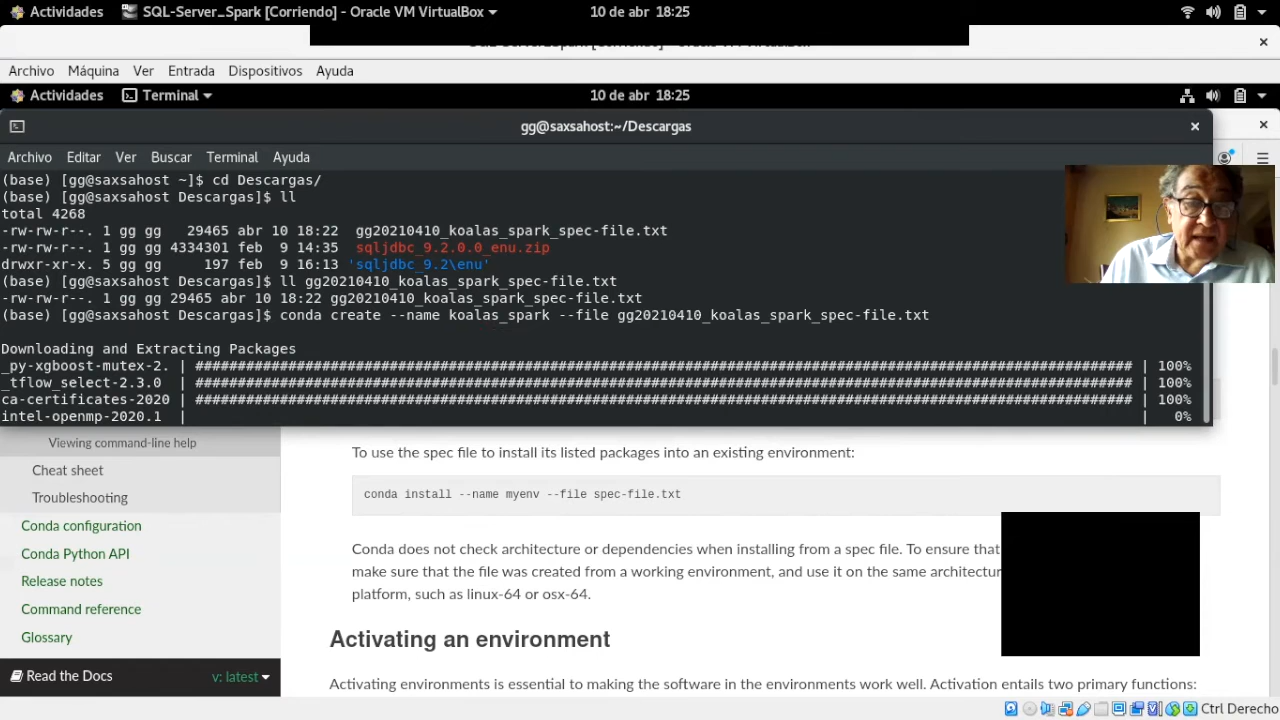 Actividades SQL-Server_Spark [Corriendo] - Oracle VM VirtualBox 10 de abr 18:25
Archivo Máquina Ver Entrada Dispositivos Ayuda
Actividades Terminal 10 de abr 18:25
gg@saxsahost:~/Descargas
Archivo Editar Ver Buscar Terminal Ayuda
(base) [gg@saxsahost ~]$ cd Descargas/
(base) [gg@saxsahost Descargas]$ ll
total 4268
-rw-rw-r--. 1 gg gg   29465 abr 10 18:22  gg20210410_koalas_spark_spec-file.txt
-rw-rw-r--. 1 gg gg 4334301 feb  9 14:35  sqljdbc_9.2.0.0_enu.zip
drwxr-xr-x. 5 gg gg     197 feb  9 16:13 'sqljdbc_9.2\enu'
(base) [gg@saxsahost Descargas]$ ll gg20210410_koalas_spark_spec-file.txt
-rw-rw-r--. 1 gg gg 29465 abr 10 18:22 gg20210410_koalas_spark_spec-file.txt
(base) [gg@saxsahost Descargas]$ conda create --name koalas_spark --file gg20210410_koalas_spark_spec-file.txt
Downloading and Extracting Packages
_py-xgboost-mutex-2. | ############################################################################################################### | 100%
_tflow_select-2.3.0  | ############################################################################################################### | 100%
ca-certificates-2020 | ############################################################################################################### | 100%
intel-openmp-2020.1  |                                                                                                                 |   0%
Viewing command-line help
Cheat sheet
Troubleshooting
Conda configuration
Conda Python API
Release notes
Command reference
Glossary
Read the Docs v: latest
To use the spec file to install its listed packages into an existing environment:
conda install --name myenv --file spec-file.txt
Conda does not check architecture or dependencies when installing from a spec file. To ensure that
make sure that the file was created from a working environment, and use it on the same
platform, such as linux-64 or osx-64.
Activating an environment
Activating environments is essential to making the software in the environments work well. Activation entails two primary functions:
Ctrl Derecho